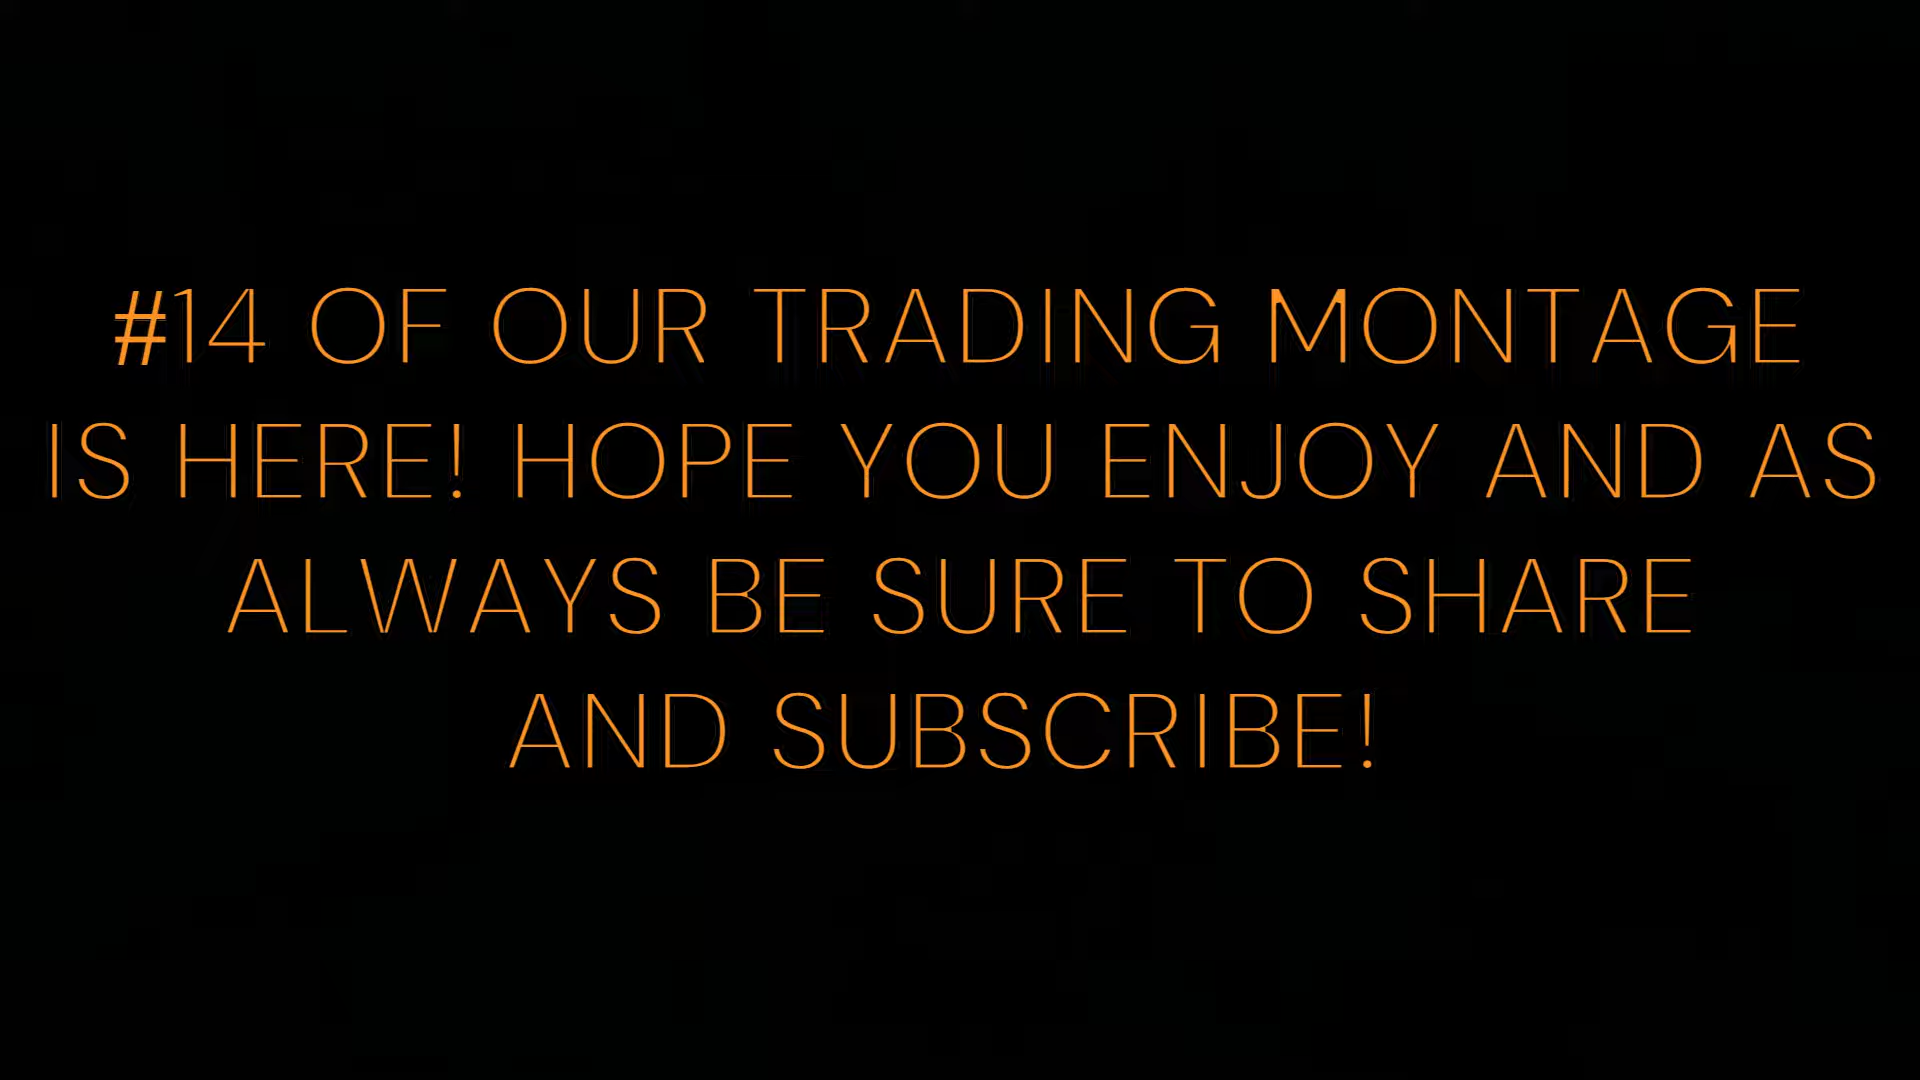 #14 OF OUR TRADING MONTAGE
IS HERE! HOPE YOU ENJOY AND AS
ALWAYS BE SURE TO SHARE
AND SUBSCRIBE!